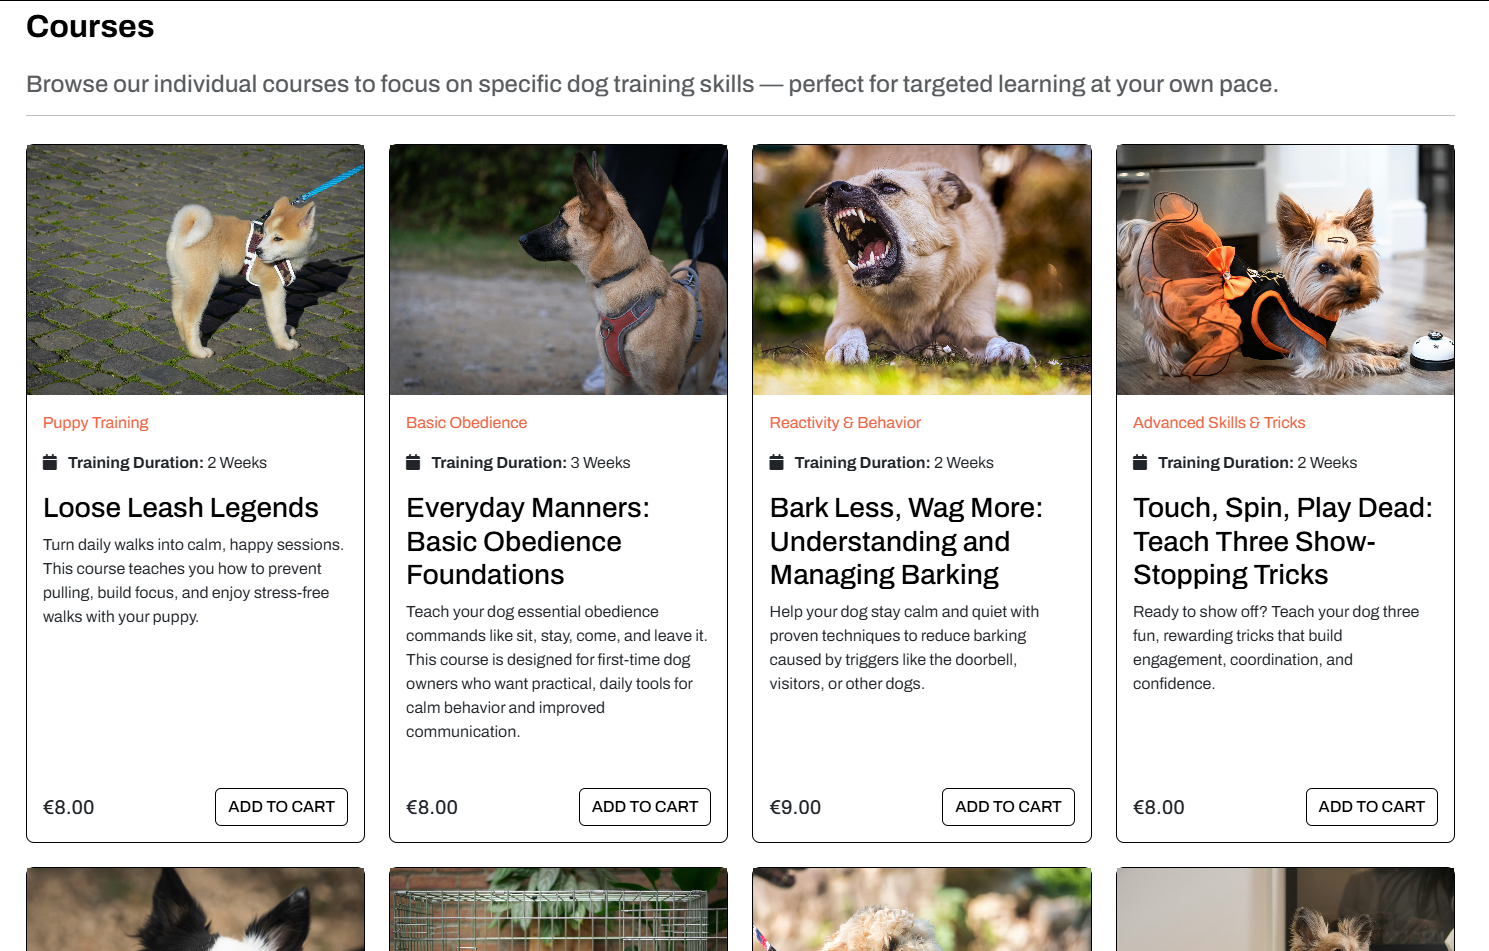 Courses
Browse our individual courses to focus on specific dog training skills — perfect for targeted learning at your own pace.
Puppy Training
Training Duration: 2 Weeks
Loose Leash Legends
Turn daily walks into calm, happy sessions.
This course teaches you how to prevent
pulling, build focus, and enjoy stress-free
walks with your puppy.
€8.00
ADD TO CART
Basic Obedience
Training Duration: 3 Weeks
Everyday Manners:
Basic Obedience
Foundations
Teach your dog essential obedience
commands like sit, stay, come, and leave it.
This course is designed for first-time dog
owners who want practical, daily tools for
calm behavior and improved
communication.
€8.00
ADD TO CART
Reactivity & Behavior
Training Duration: 2 Weeks
Bark Less, Wag More:
Understanding and
Managing Barking
Help your dog stay calm and quiet with
proven techniques to reduce barking
caused by triggers like the doorbell,
visitors, or other dogs.
€9.00
ADD TO CART
Advanced Skills & Tricks
Training Duration: 2 Weeks
Touch, Spin, Play Dead:
Teach Three Show-
Stopping Tricks
Ready to show off? Teach your dog three
fun, rewarding tricks that build
engagement, coordination, and
confidence.
€8.00
ADD TO CART